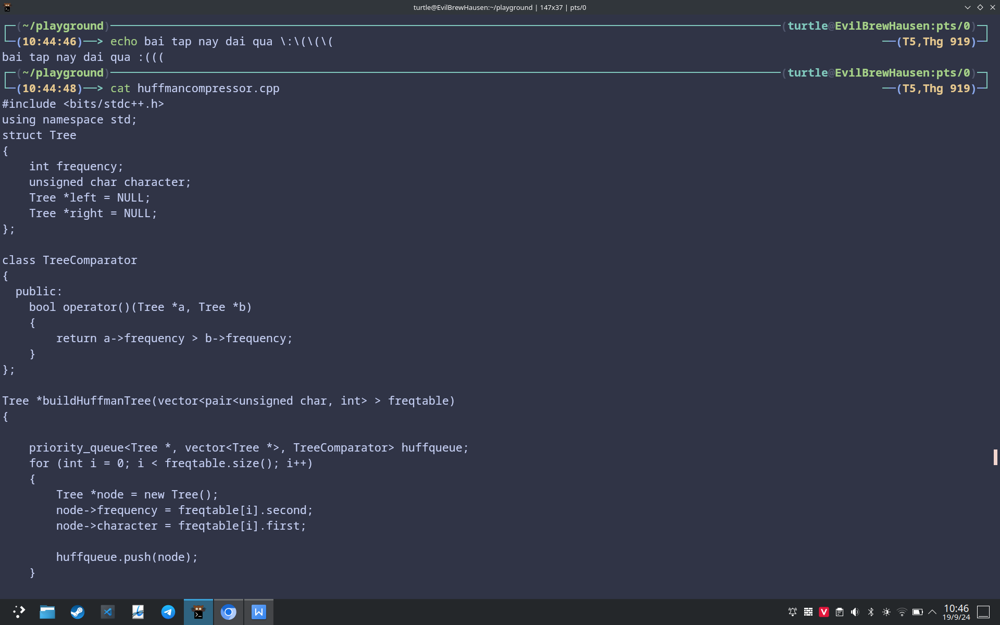 turtle@EvilBrewHausen:~/playground | 147x37 | pts/0
(~/playground) (turtle@EvilBrewHausen:pts/0)
(10:44:46)—> echo bai tap nay dai qua \:\(\(\( (T5,Thg 919)
bai tap nay dai qua :(((
(~/playground) (turtle@EvilBrewHausen:pts/0)
(10:44:48)—> cat huffmancompressor.cpp (T5,Thg 919)
#include <bits/stdc++.h>
using namespace std;
struct Tree
{
    int frequency;
    unsigned char character;
    Tree *left = NULL;
    Tree *right = NULL;
};
class TreeComparator
{
  public:
    bool operator()(Tree *a, Tree *b)
    {
        return a->frequency > b->frequency;
    }
};
Tree *buildHuffmanTree(vector<pair<unsigned char, int> > freqtable)
{
    priority_queue<Tree *, vector<Tree *>, TreeComparator> huffqueue;
    for (int i = 0; i < freqtable.size(); i++)
    {
        Tree *node = new Tree();
        node->frequency = freqtable[i].second;
        node->character = freqtable[i].first;
        huffqueue.push(node);
    }
V
W
10:46
19/9/24